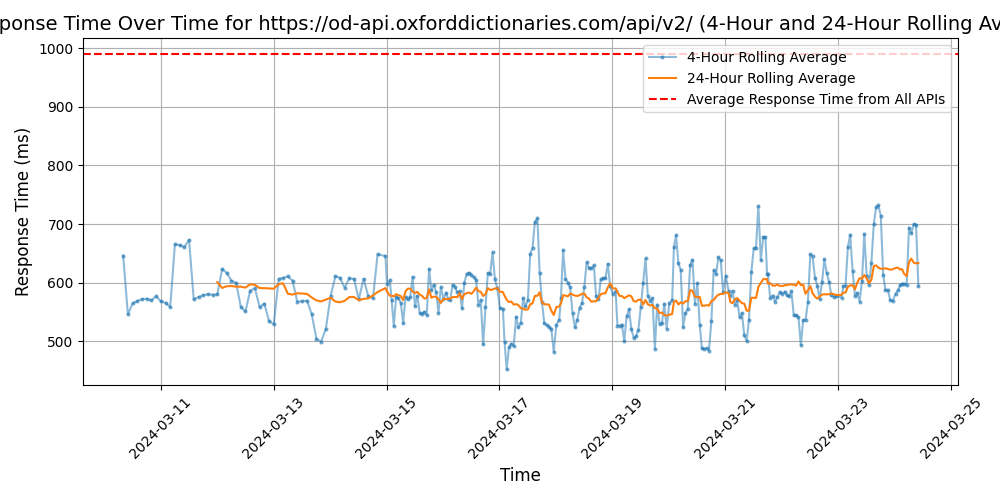 ponse Time Over Time for https://od-api.oxforddictionaries.com/api/v2/ (4-Hour and 24-Hour Rolling Av
1000
900
800
700
600
500
Response Time (ms)
4-Hour Rolling Average
24-Hour Rolling Average
Average Response Time from All APIs
2024-03-11
2024-03-13
2024-03-15
2024-03-17
2024-03-19
2024-03-21
2024-03-23
2024-03-25
Time